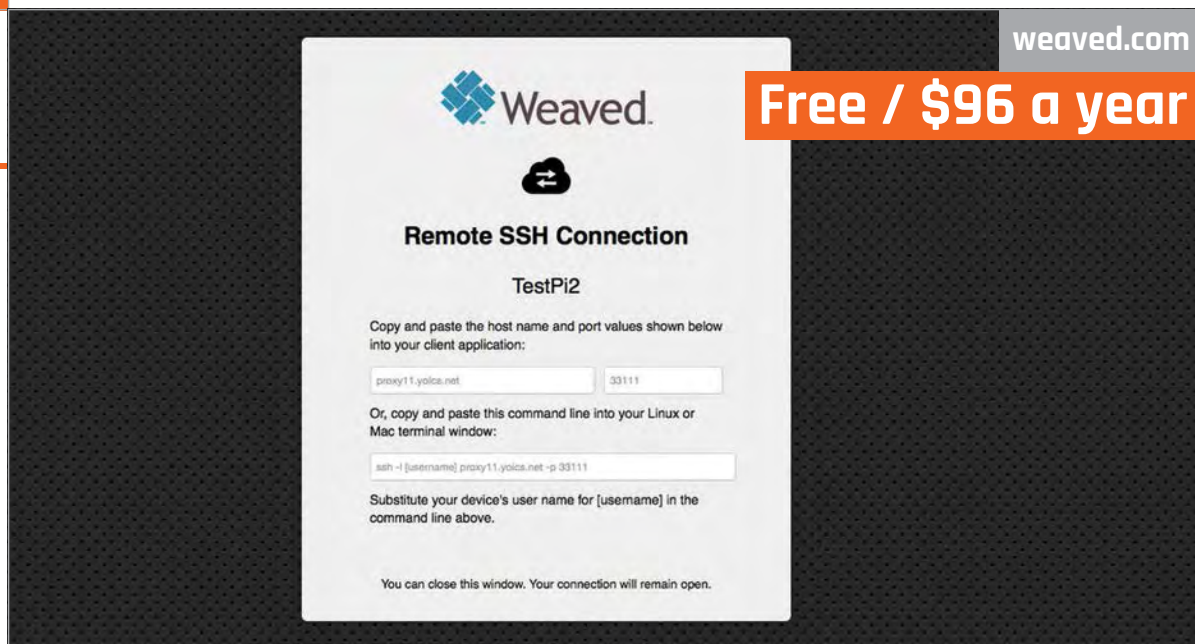 weaved.com
Free / $96 a year
Weaved.
Remote SSH Connection
TestPi2
Copy and paste the host name and port values shown below
into your client application:
proxy11.yoics.net
33111
Or, copy and paste this command line into your Linux or
Mac terminal window:
ssh -l [username] proxy11.yoics.net -p 33111
Substitute your device's user name for [username] in the
command line above.
You can close this window. Your connection will remain open.